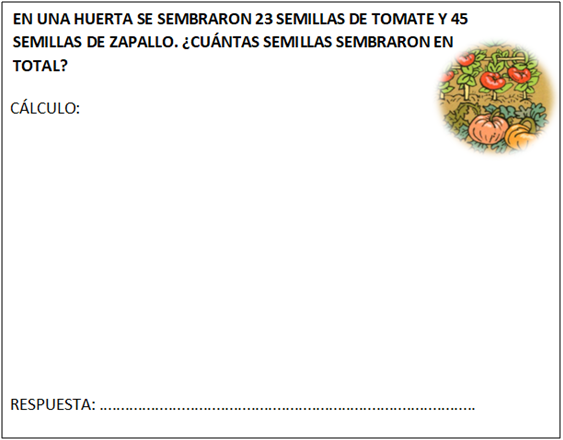 EN UNA HUERTA SE SEMBRARON 23 SEMILLAS DE TOMATE Y 45
SEMILLAS DE ZAPALLO. ¿CUÁNTAS SEMILLAS SEMBRARON EN
TOTAL?
CÁLCULO:
RESPUESTA: ………………………………………………………………………….